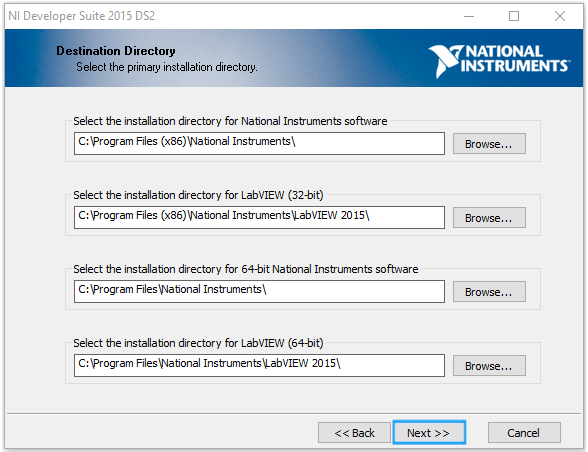 NI Developer Suite 2015 DS2
Destination Directory
Select the primary installation directory.
NATIONAL
INSTRUMENTS™
Select the installation directory for National Instruments software
C:\Program Files (x86)\National Instruments\
Browse...
Select the installation directory for LabVIEW (32-bit)
C:\Program Files (x86)\National Instruments\LabVIEW 2015\
Browse...
Select the installation directory for 64-bit National Instruments software
C:\Program Files\National Instruments\
Browse...
Select the installation directory for LabVIEW (64-bit)
C:\Program Files\National Instruments\LabVIEW 2015\
Browse...
<< Back
Next >>
Cancel